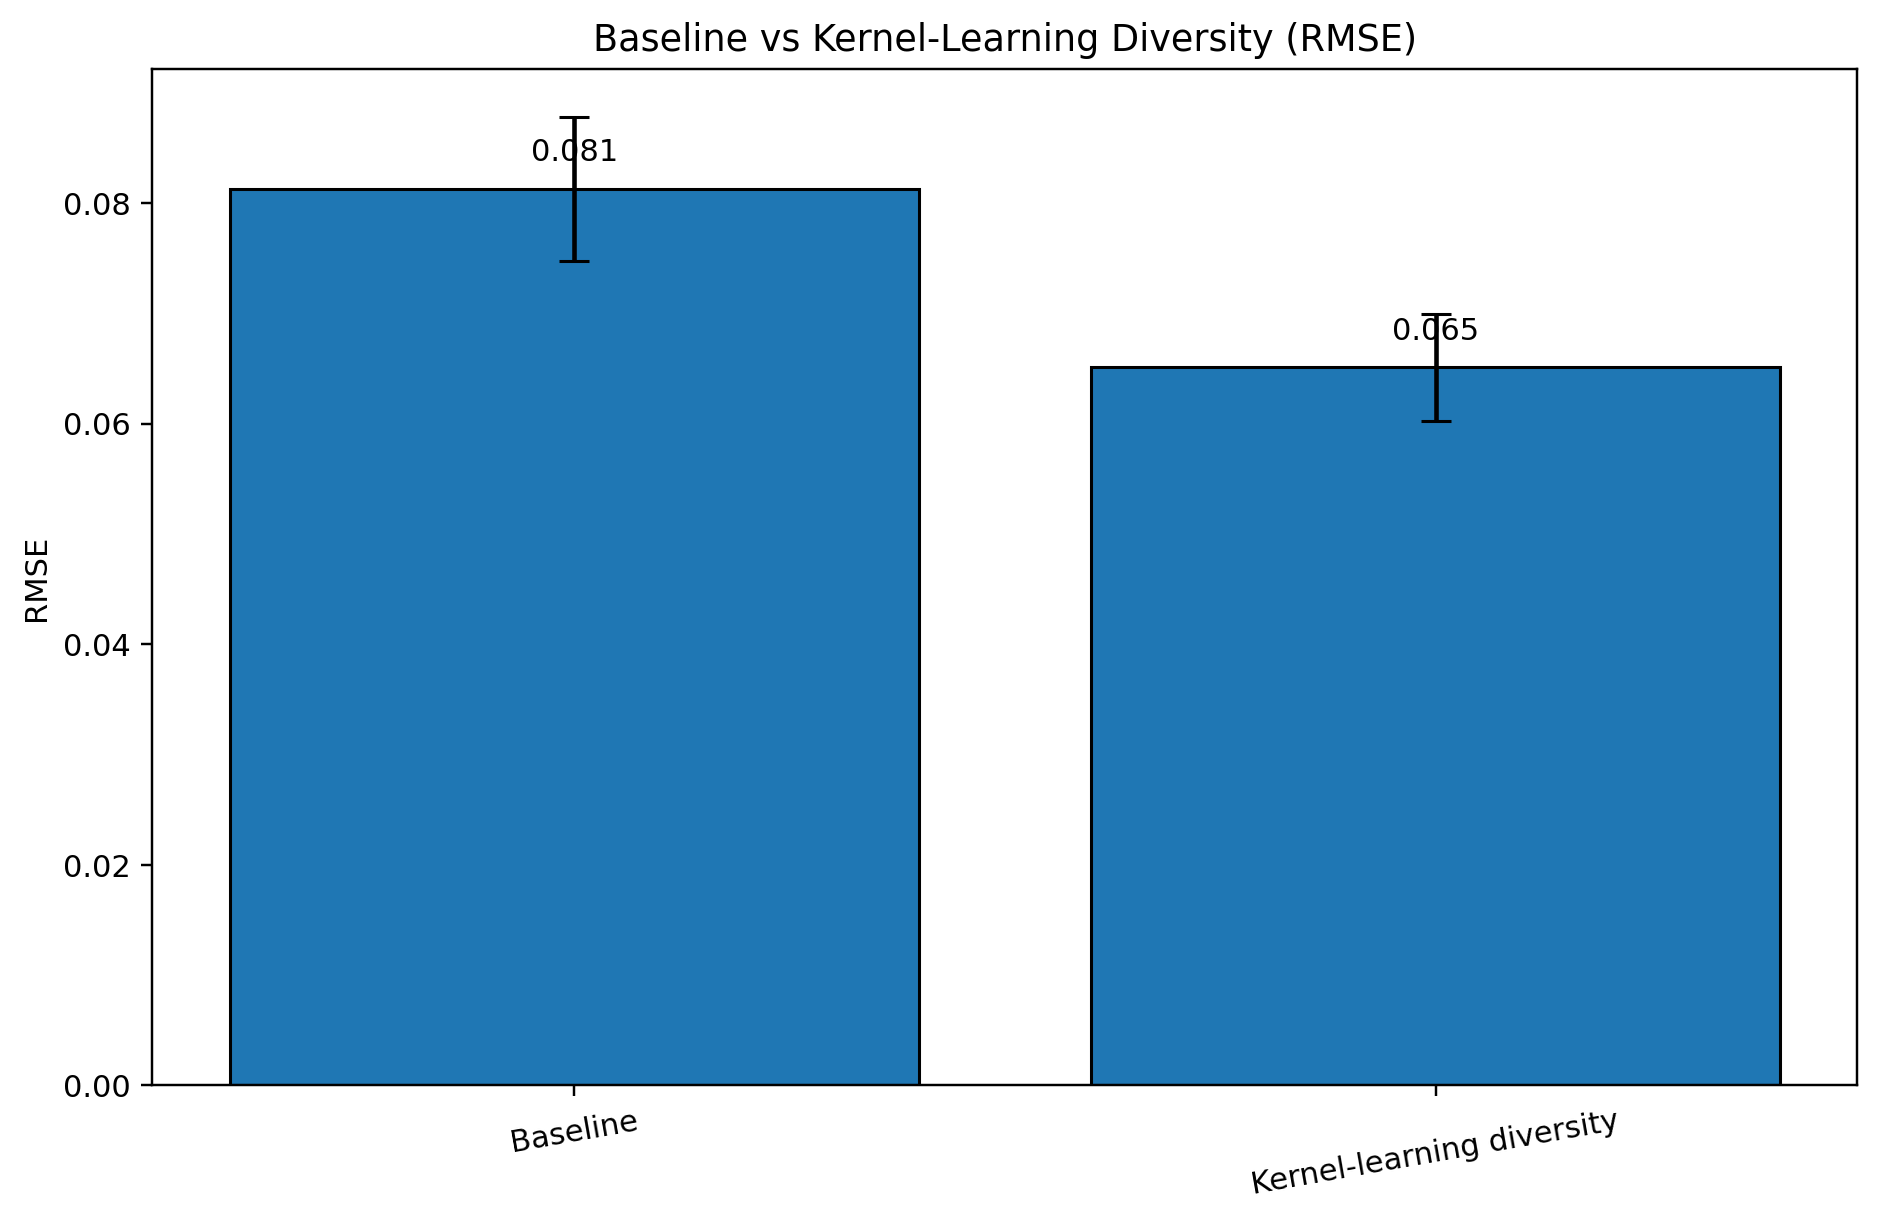 Baseline vs Kernel-Learning Diversity (RMSE)
0.081
0.065
RMSE
0.08
0.06
0.04
0.02
0.00
Baseline
Kernel-learning diversity